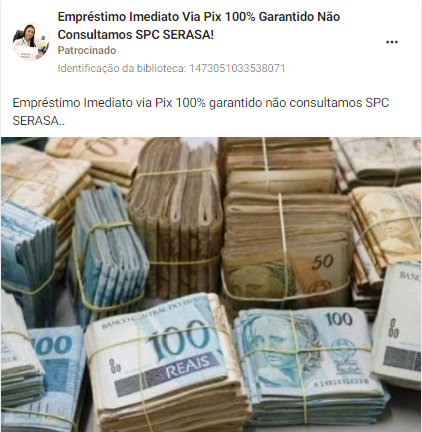 Empréstimo Imediato Via Pix 100% Garantido Não
Consultamos SPC SERASA!
Patrocinado
Identificação da biblioteca: 1473051033538071
Empréstimo Imediato via Pix 100% garantido não consultamos SPC
SERASA..
50
100
BANCO CENTRAL DO BRASIL
100
REAIS
100
100